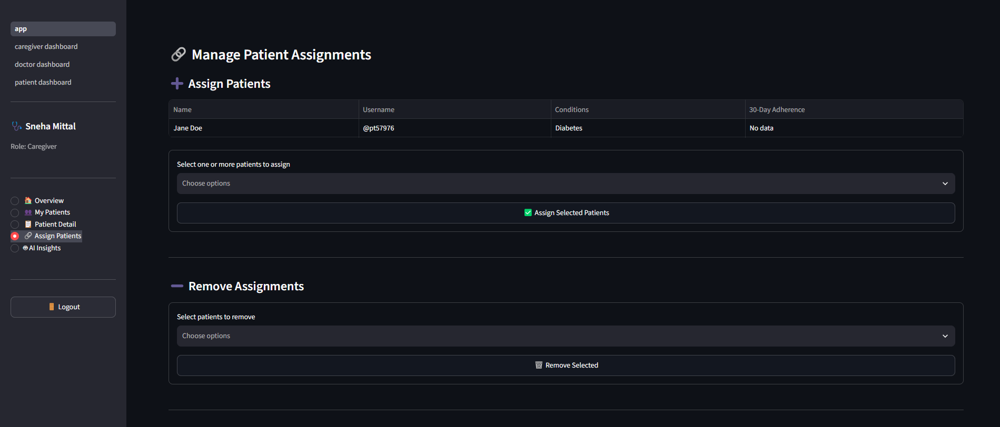 app
caregiver dashboard
doctor dashboard
patient dashboard
Sneha Mittal
Role: Caregiver
Overview
My Patients
Patient Detail
Assign Patients
AI Insights
Logout
Manage Patient Assignments
Assign Patients
Name Username Conditions 30-Day Adherence
Jane Doe @pt57976 Diabetes No data
Select one or more patients to assign
Choose options
Assign Selected Patients
Remove Assignments
Select patients to remove
Choose options
Remove Selected